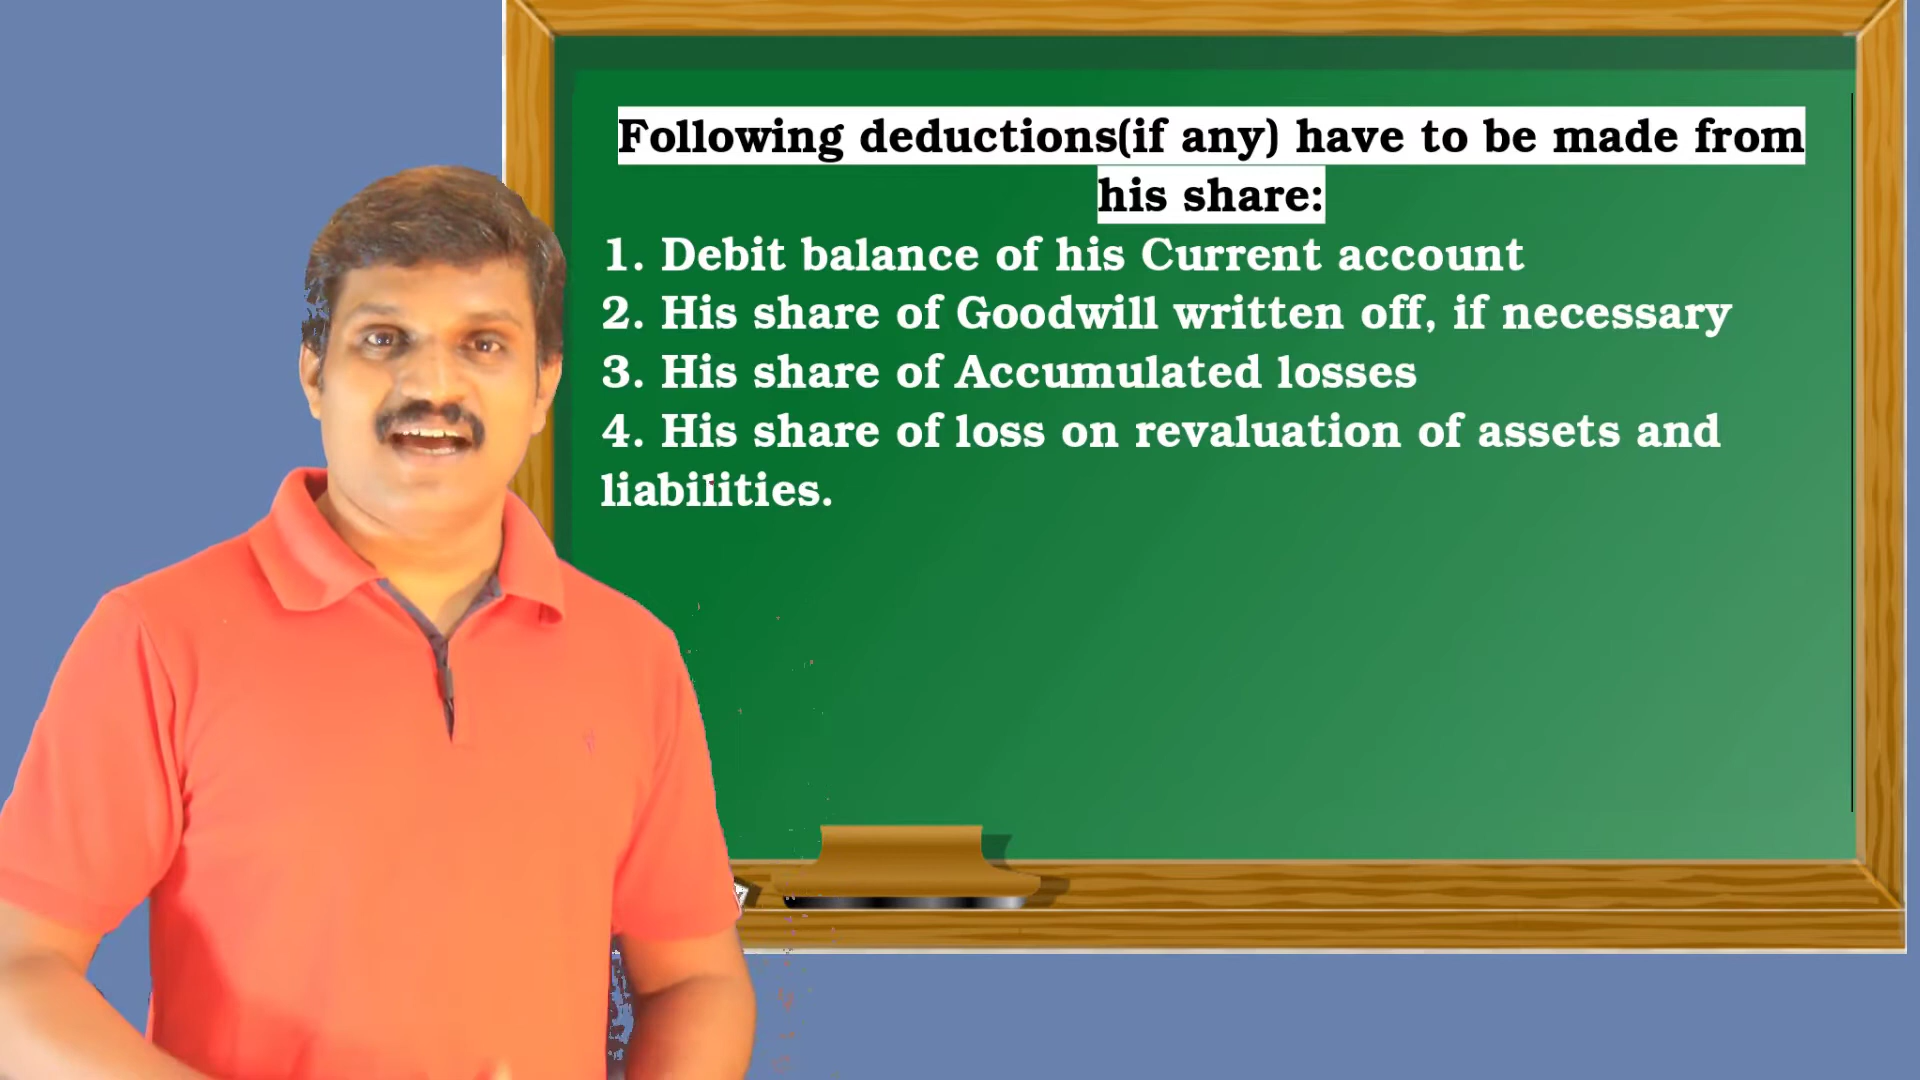 Following deductions(if any) have to be made from
his share:
1. Debit balance of his Current account
2. His share of Goodwill written off, if necessary
3. His share of Accumulated losses
4. His share of loss on revaluation of assets and
liabilities.